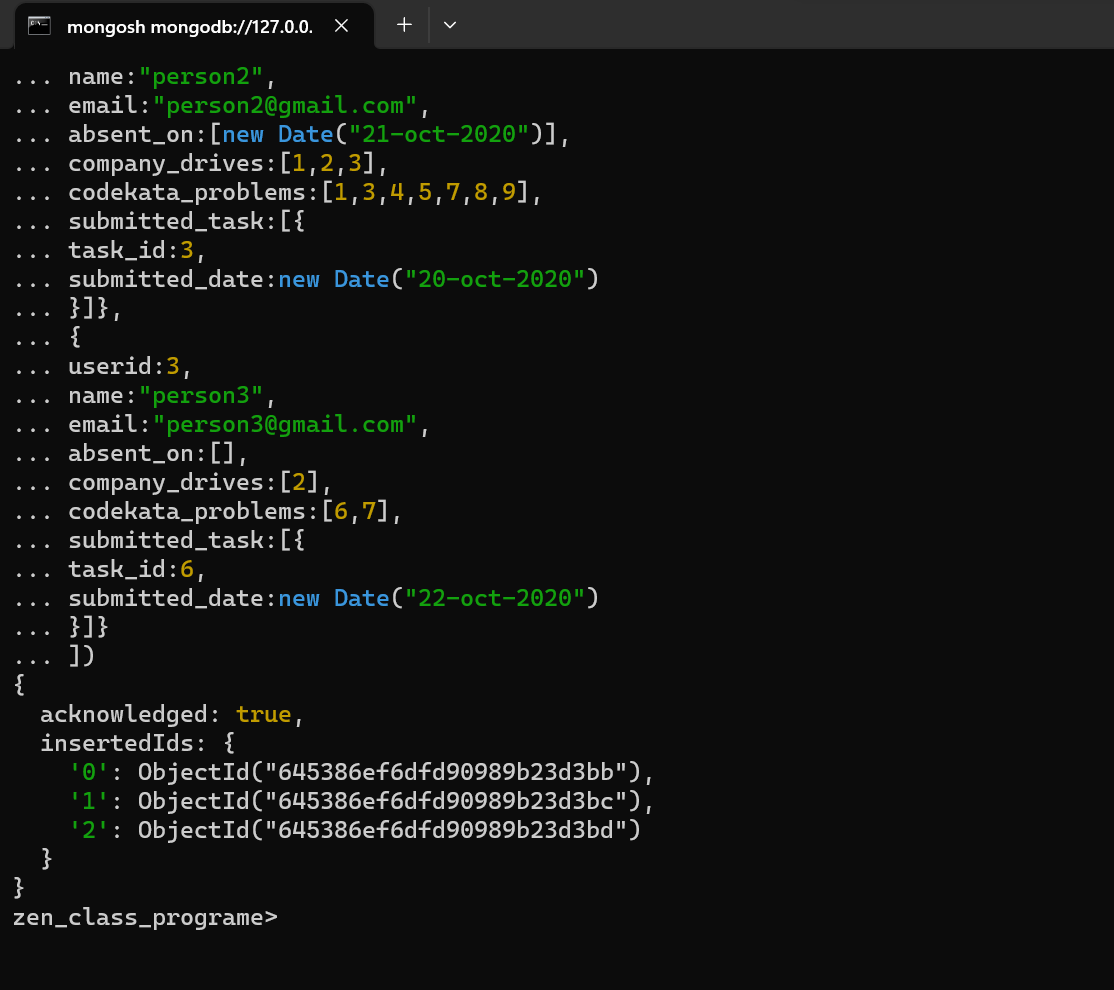 mongosh mongodb://127.0.0.
... name:"person2",
... email:"person2@gmail.com",
... absent_on:[new Date("21-oct-2020")],
... company_drives:[1,2,3],
... codekata_problems:[1,3,4,5,7,8,9],
... submitted_task:[{
... task_id:3,
... submitted_date:new Date("20-oct-2020")
... }]},
... {
... userid:3,
... name:"person3",
... email:"person3@gmail.com",
... absent_on:[],
... company_drives:[2],
... codekata_problems:[6,7],
... submitted_task:[{
... task_id:6,
... submitted_date:new Date("22-oct-2020")
... }]}
... ])
{
  acknowledged: true,
  insertedIds: {
    '0': ObjectId("645386ef6dfd90989b23d3bb"),
    '1': ObjectId("645386ef6dfd90989b23d3bc"),
    '2': ObjectId("645386ef6dfd90989b23d3bd")
  }
}
zen_class_programe>